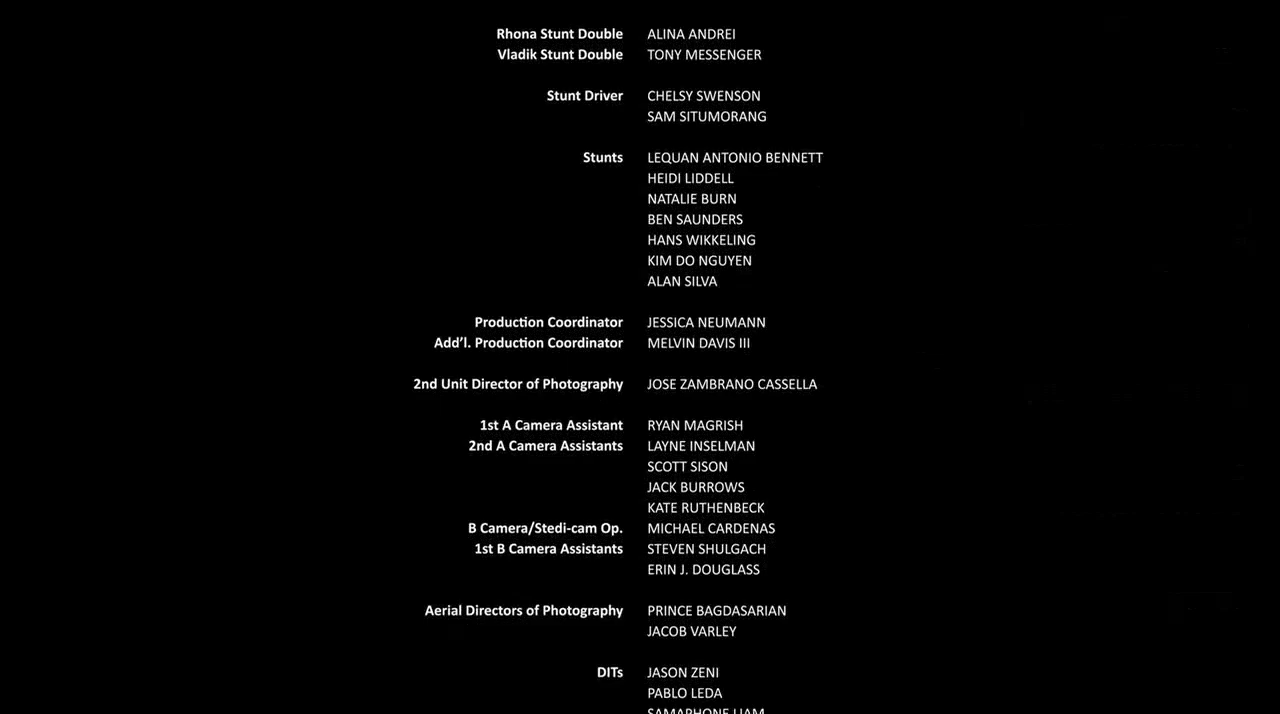 Rhona Stunt Double ALINA ANDREI
Vladik Stunt Double TONY MESSENGER
Stunt Driver CHELSY SWENSON
SAM SITUMORANG
Stunts LEQUAN ANTONIO BENNETT
HEIDI LIDDELL
NATALIE BURN
BEN SAUNDERS
HANS WIKKELING
KIM DO NGUYEN
ALAN SILVA
Production Coordinator JESSICA NEUMANN
Add'l. Production Coordinator MELVIN DAVIS III
2nd Unit Director of Photography JOSE ZAMBRANO CASSELLA
1st A Camera Assistant RYAN MAGRISH
2nd A Camera Assistants LAYNE INSELMAN
SCOTT SISON
JACK BURROWS
KATE RUTHENBECK
B Camera/Stedi-cam Op. MICHAEL CARDENAS
1st B Camera Assistants STEVEN SHULGACH
ERIN J. DOUGLASS
Aerial Directors of Photography PRINCE BAGDASARIAN
JACOB VARLEY
DITs JASON ZENI
PABLO LEDA